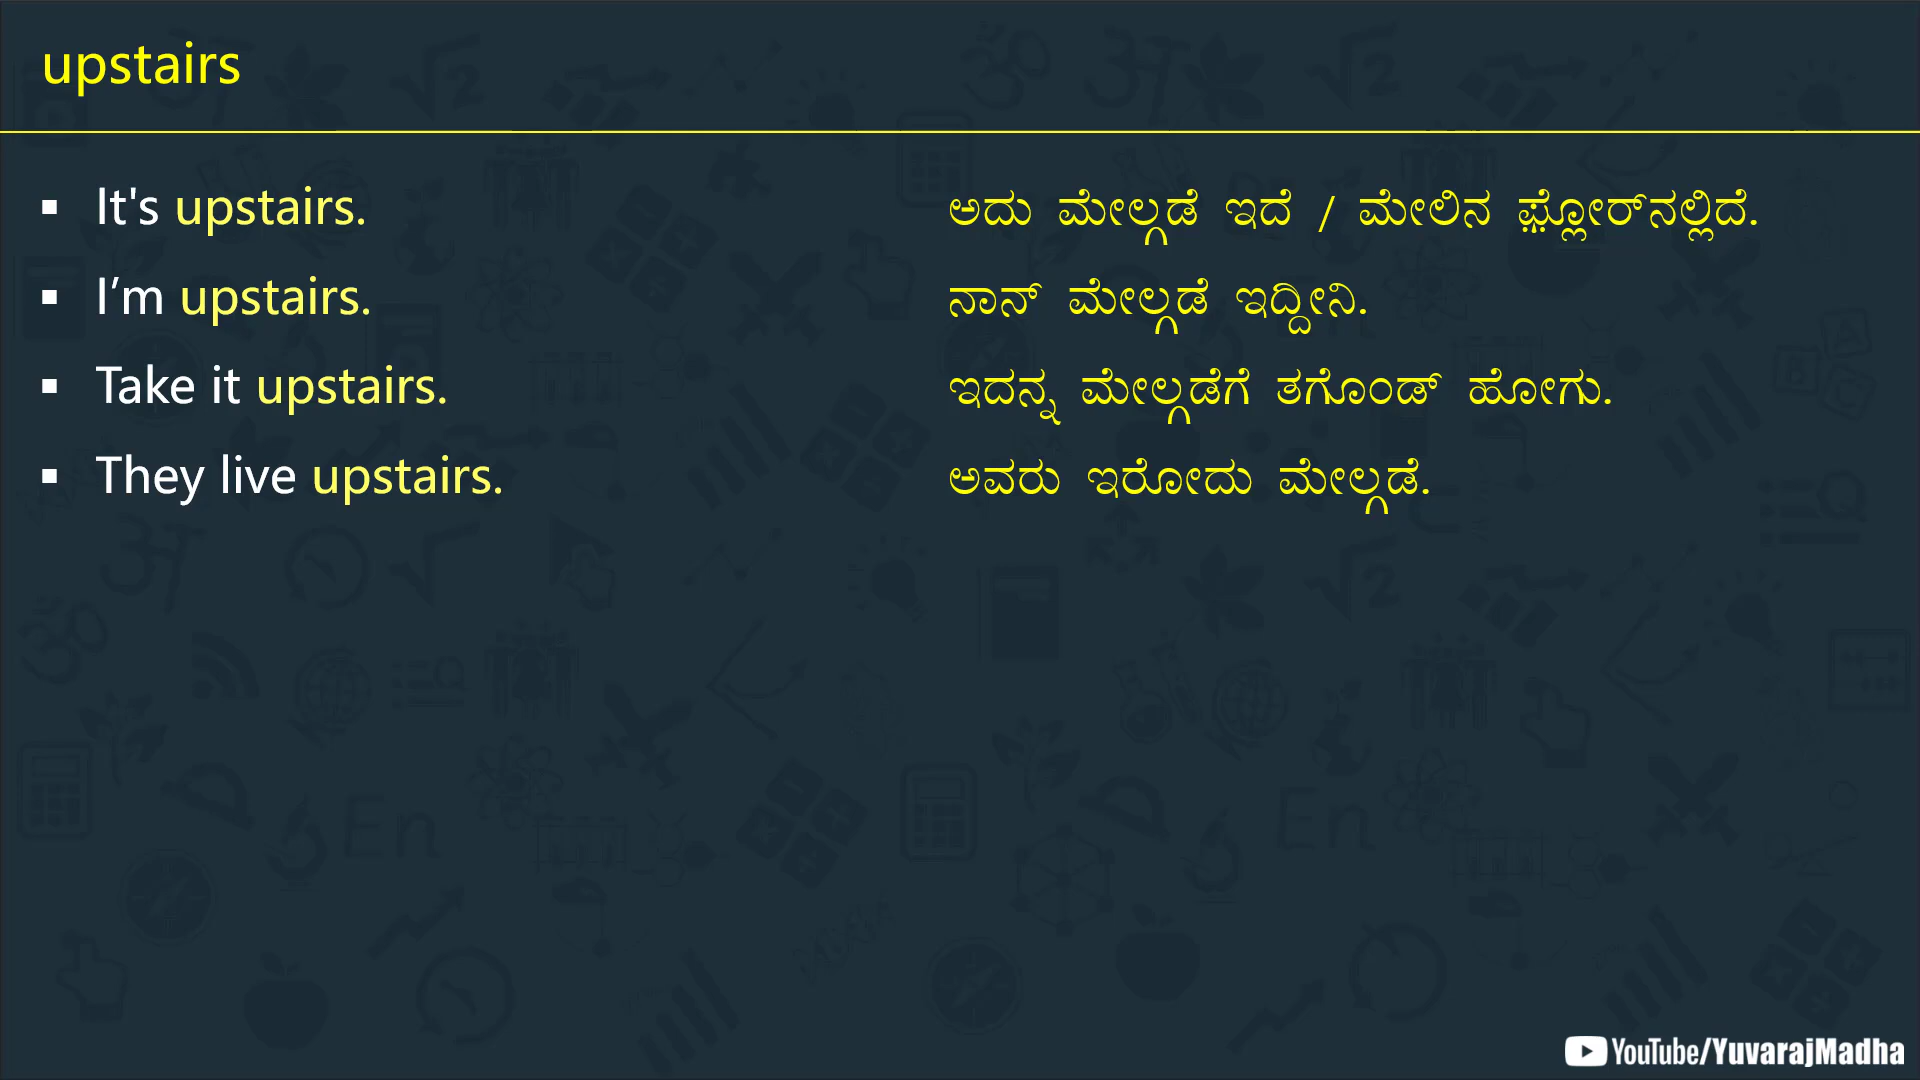 upstairs
▪ It's upstairs. ಅದು ಮೇಲ್ಗಡೆ ಇದೆ / ಮೇಲಿನ ಫ಼್ಲೋರ್‌ನಲ್ಲಿದೆ.
▪ I’m upstairs. ನಾನ್ ಮೇಲ್ಗಡೆ ಇದ್ದೀನಿ.
▪ Take it upstairs. ಇದನ್ನ ಮೇಲ್ಗಡೆಗೆ ತಗೊಂಡ್ ಹೋಗು.
▪ They live upstairs. ಅವರು ಇರೋದು ಮೇಲ್ಗಡೆ.
YouTube/YuvarajMadha